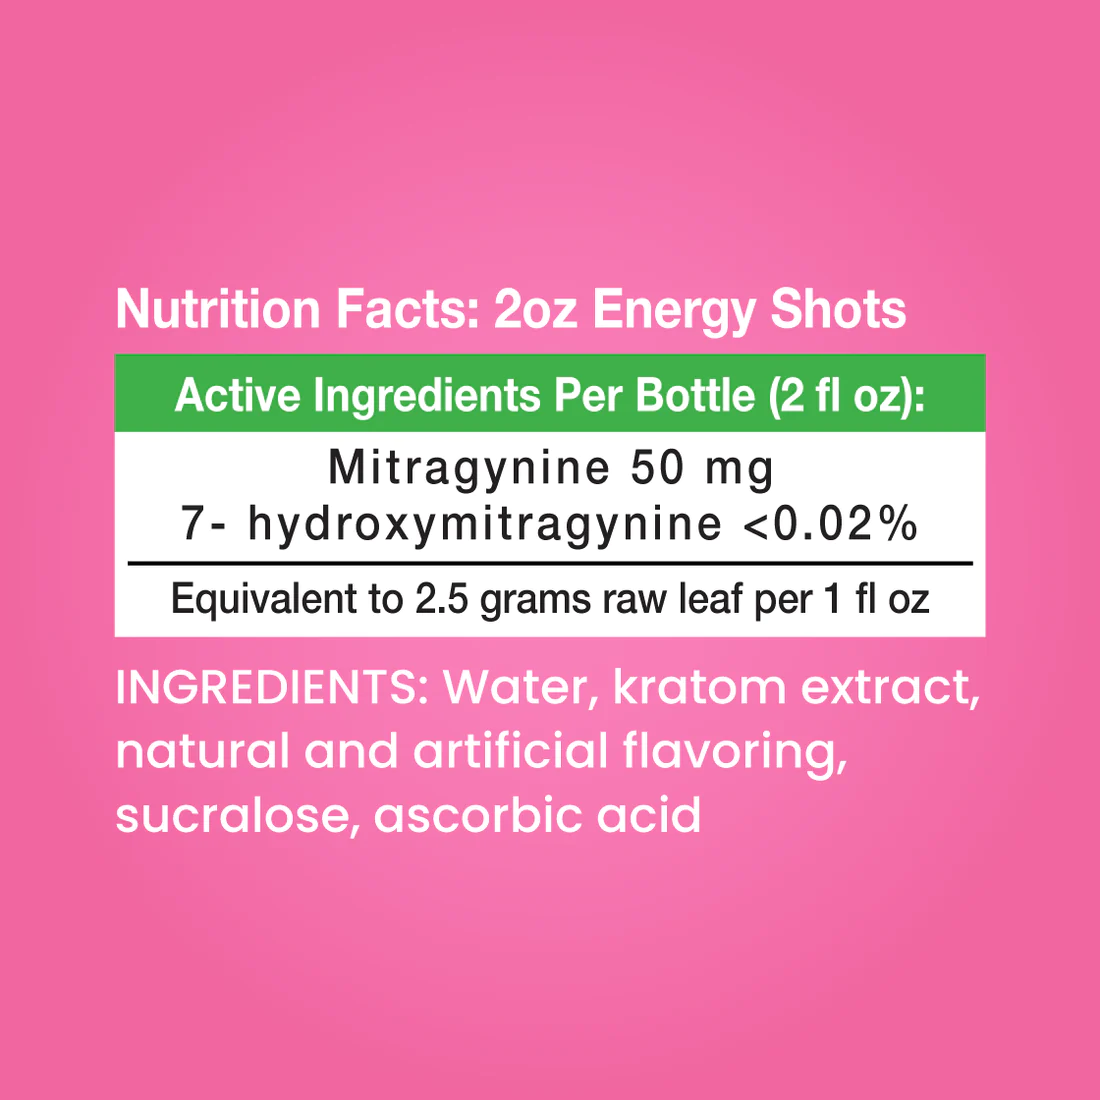 Nutrition Facts: 2oz Energy Shots
Active Ingredients Per Bottle (2 fl oz):
Mitragynine 50 mg
7- hydroxymitragynine <0.02%
Equivalent to 2.5 grams raw leaf per 1 fl oz
INGREDIENTS: Water, kratom extract,
natural and artificial flavoring,
sucralose, ascorbic acid